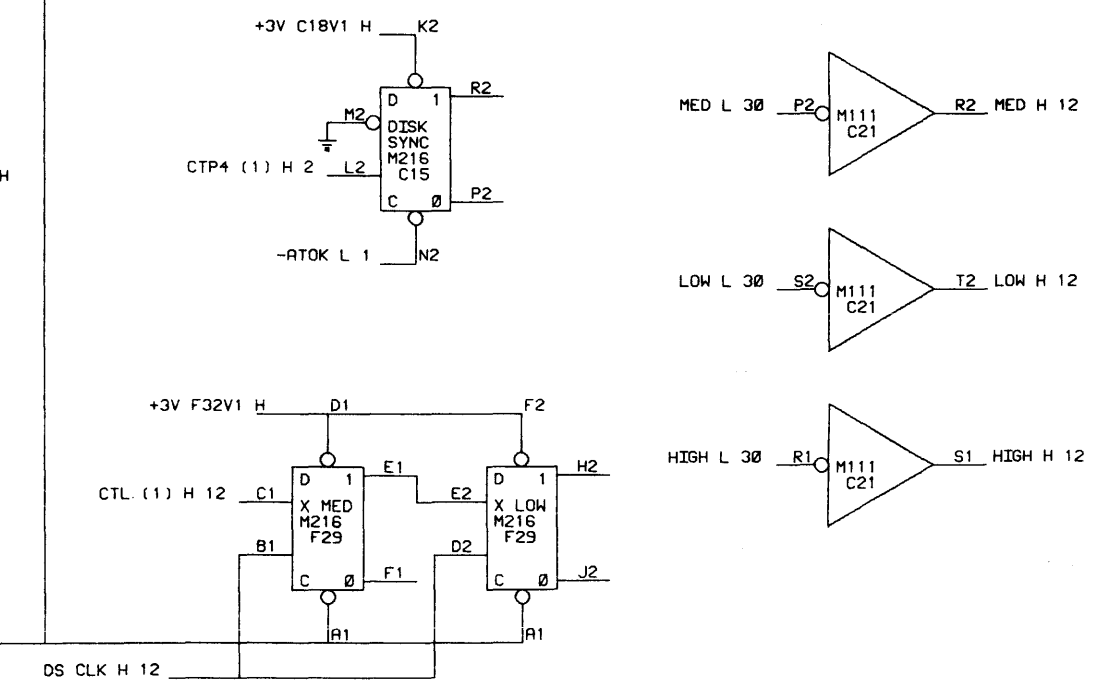 +3V C18V1 H K2
D 1 R2
M2
DISK
SYNC
M216
C15
CTP4 (1) H 2 L2
C Ø P2
-ATOK L 1 N2
H
MED L 30 P2 M111 R2 MED H 12
C21
LOW L 30 S2 M111 T2 LOW H 12
C21
HIGH L 30 R1 M111 S1 HIGH H 12
C21
+3V F32V1 H D1 F2
D 1 E1
CTL (1) H 12 C1
X MED
M216
F29
B1
C Ø F1
A1
D 1 H2
E2
X LOW
M216
F29
D2
C Ø J2
A1
DS CLK H 12